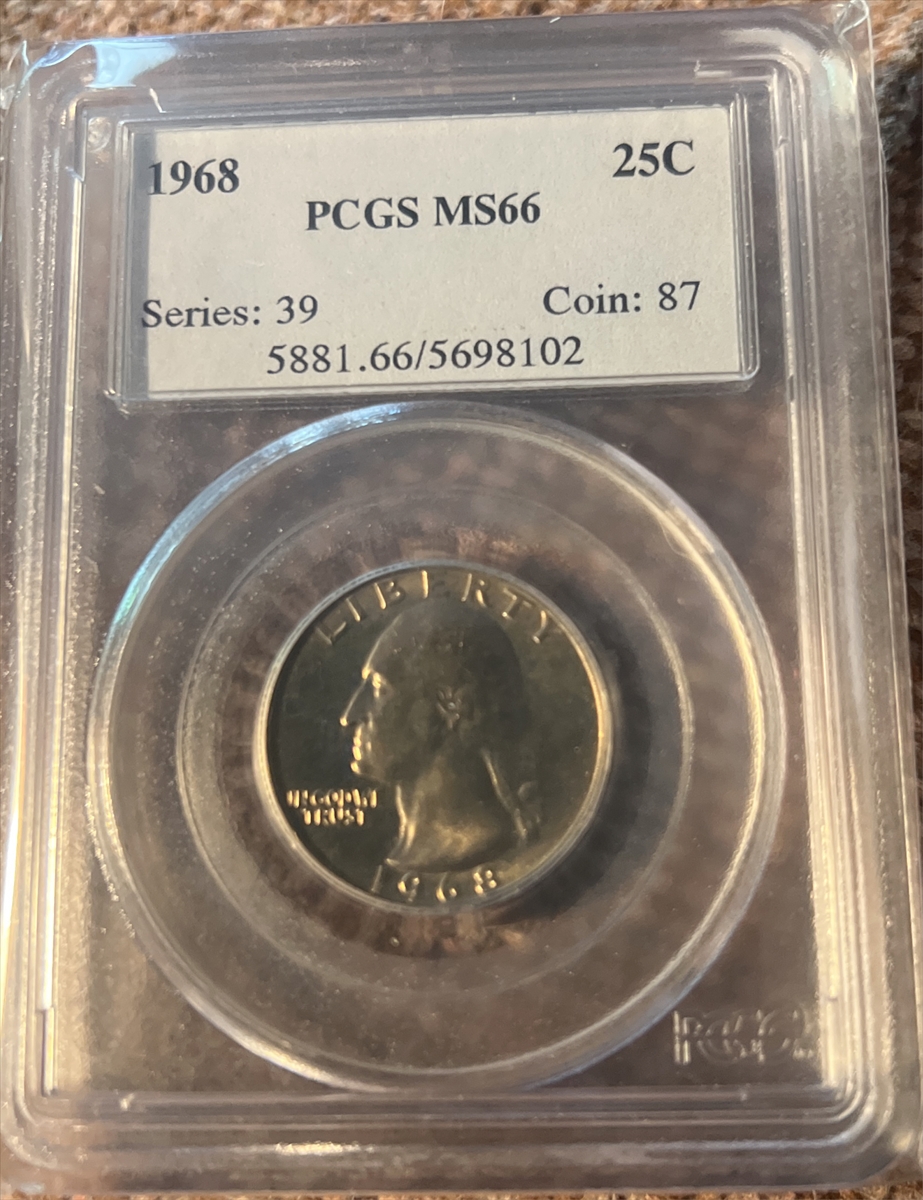 1968 25C
PCGS MS66
Series: 39 Coin: 87
5881.66/5698102
LIBERTY
IN GOD WE
TRUST
1968
PCGS